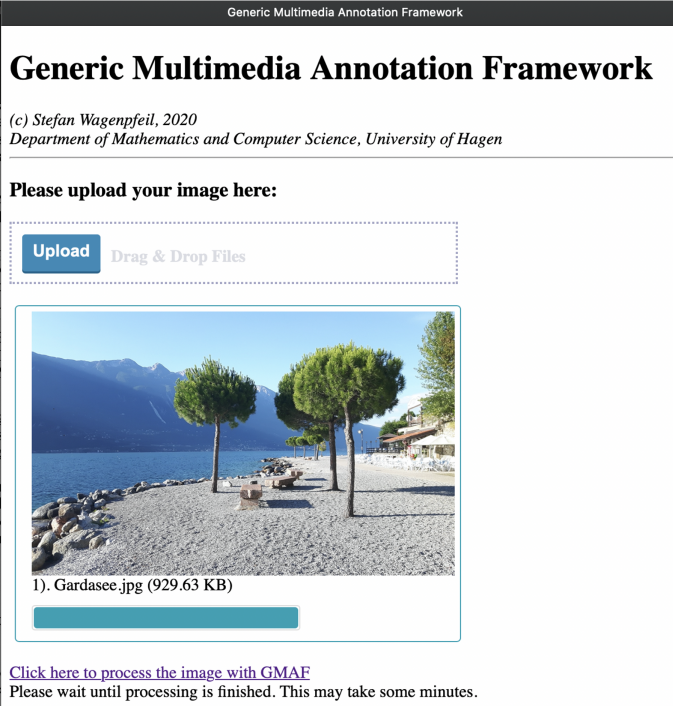 Generic Multimedia Annotation Framework
Generic Multimedia Annotation Framework
(c) Stefan Wagenpfeil, 2020
Department of Mathematics and Computer Science, University of Hagen
Please upload your image here:
Upload
Drag & Drop Files
1). Gardasee.jpg (929.63 KB)
Click here to process the image with GMAF
Please wait until processing is finished. This may take some minutes.